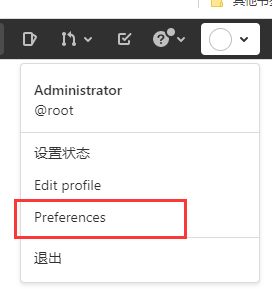 Administrator
@root
设置状态
Edit profile
Preferences
退出